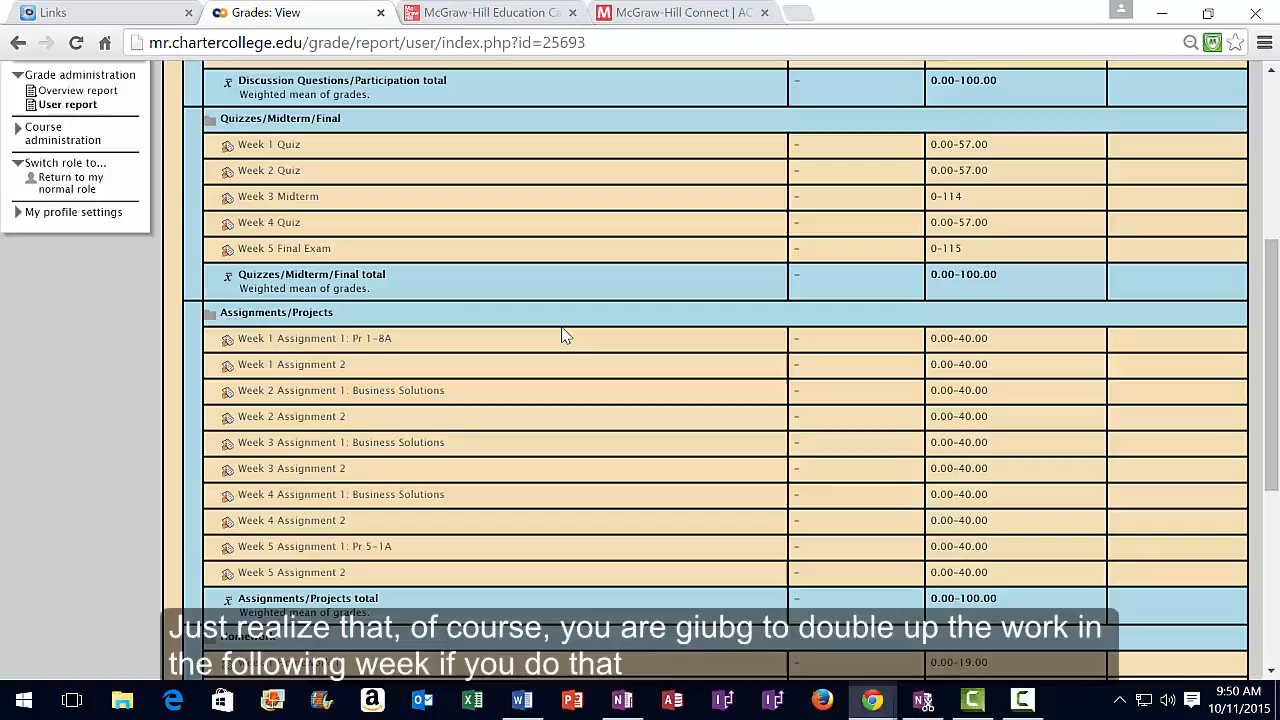 Links
Grades: View
McGraw-Hill Education Ca
McGraw-Hill Connect | AC
mr.chartercollege.edu/grade/report/user/index.php?id=25693
Grade administration
Overview report
User report
Course
administration
Switch role to...
Return to my
normal role
My profile settings
Discussion Questions/Participation total - 0.00-100.00
Weighted mean of grades.
Quizzes/Midterm/Final
Week 1 Quiz - 0.00-57.00
Week 2 Quiz - 0.00-57.00
Week 3 Midterm - 0-114
Week 4 Quiz - 0.00-57.00
Week 5 Final Exam - 0-115
Quizzes/Midterm/Final total - 0.00-100.00
Weighted mean of grades.
Assignments/Projects
Week 1 Assignment 1: Pr 1-8A - 0.00-40.00
Week 1 Assignment 2 - 0.00-40.00
Week 2 Assignment 1: Business Solutions - 0.00-40.00
Week 2 Assignment 2 - 0.00-40.00
Week 3 Assignment 1: Business Solutions - 0.00-40.00
Week 3 Assignment 2 - 0.00-40.00
Week 4 Assignment 1: Business Solutions - 0.00-40.00
Week 4 Assignment 2 - 0.00-40.00
Week 5 Assignment 1: Pr 5-1A - 0.00-40.00
Week 5 Assignment 2 - 0.00-40.00
Assignments/Projects total - 0.00-100.00
Weighted mean of grades.
Just realize that, of course, you are giubg to double up the work in
the following week if you do that
0.00-19.00
9:50 AM
10/11/2015